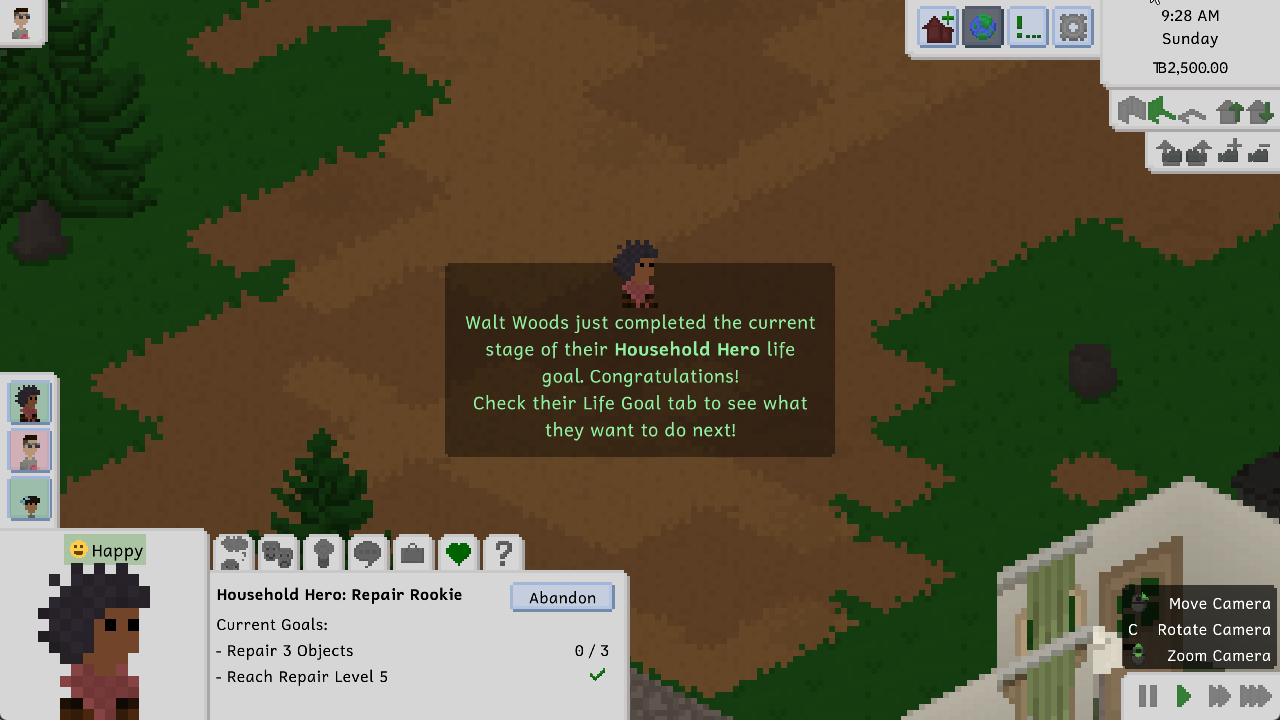 9:28 AM
Sunday
ƁB2,500.00
Walt Woods just completed the current
stage of their Household Hero life
goal. Congratulations!
Check their Life Goal tab to see what
they want to do next!
Happy
Household Hero: Repair Rookie
Abandon
Current Goals:
- Repair 3 Objects 0 / 3
- Reach Repair Level 5
Move Camera
C Rotate Camera
Zoom Camera